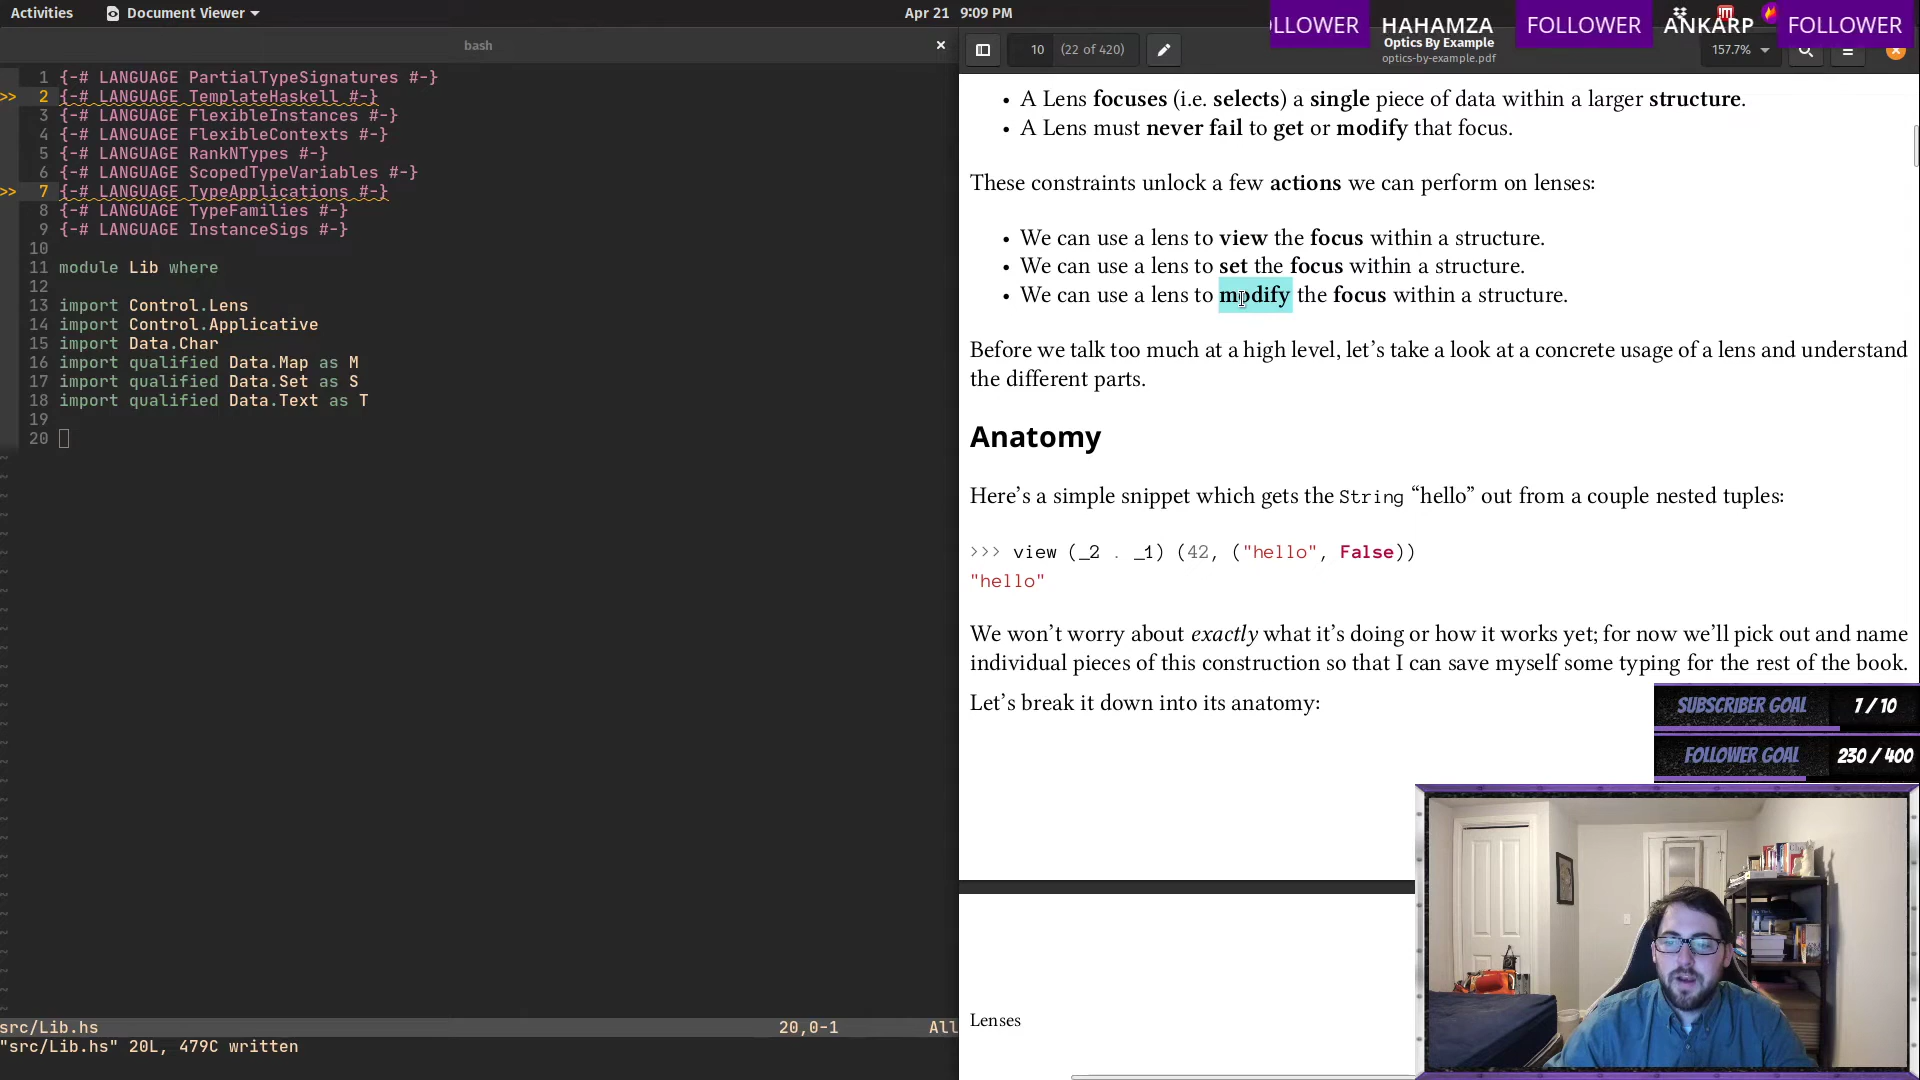 Activities
Document Viewer
Apr 21 9:09 PM
bash
1 {-# LANGUAGE PartialTypeSignatures #-}
>> 2 {-# LANGUAGE TemplateHaskell #-}
3 {-# LANGUAGE FlexibleInstances #-}
4 {-# LANGUAGE FlexibleContexts #-}
5 {-# LANGUAGE RankNTypes #-}
6 {-# LANGUAGE ScopedTypeVariables #-}
>> 7 {-# LANGUAGE TypeApplications #-}
8 {-# LANGUAGE TypeFamilies #-}
9 {-# LANGUAGE InstanceSigs #-}
10
11 module Lib where
12
13 import Control.Lens
14 import Control.Applicative
15 import Data.Char
16 import qualified Data.Map as M
17 import qualified Data.Set as S
18 import qualified Data.Text as T
19
20
src/Lib.hs 20,0-1 All
"src/Lib.hs" 20L, 479C written
OLLOWER HAHAMZA FOLLOWER ANKARP FOLLOWER
10 (22 of 420)
Optics By Example
optics-by-example.pdf
157.7%
• A Lens focuses (i.e. selects) a single piece of data within a larger structure.
• A Lens must never fail to get or modify that focus.
These constraints unlock a few actions we can perform on lenses:
• We can use a lens to view the focus within a structure.
• We can use a lens to set the focus within a structure.
• We can use a lens to modify the focus within a structure.
Before we talk too much at a high level, let’s take a look at a concrete usage of a lens and understand
the different parts.
Anatomy
Here’s a simple snippet which gets the String “hello” out from a couple nested tuples:
>>> view (_2 . _1) (42, ("hello", False))
"hello"
We won’t worry about exactly what it’s doing or how it works yet; for now we’ll pick out and name
individual pieces of this construction so that I can save myself some typing for the rest of the book.
Let’s break it down into its anatomy:
SUBSCRIBER GOAL 7 / 10
FOLLOWER GOAL 230 / 400
Lenses